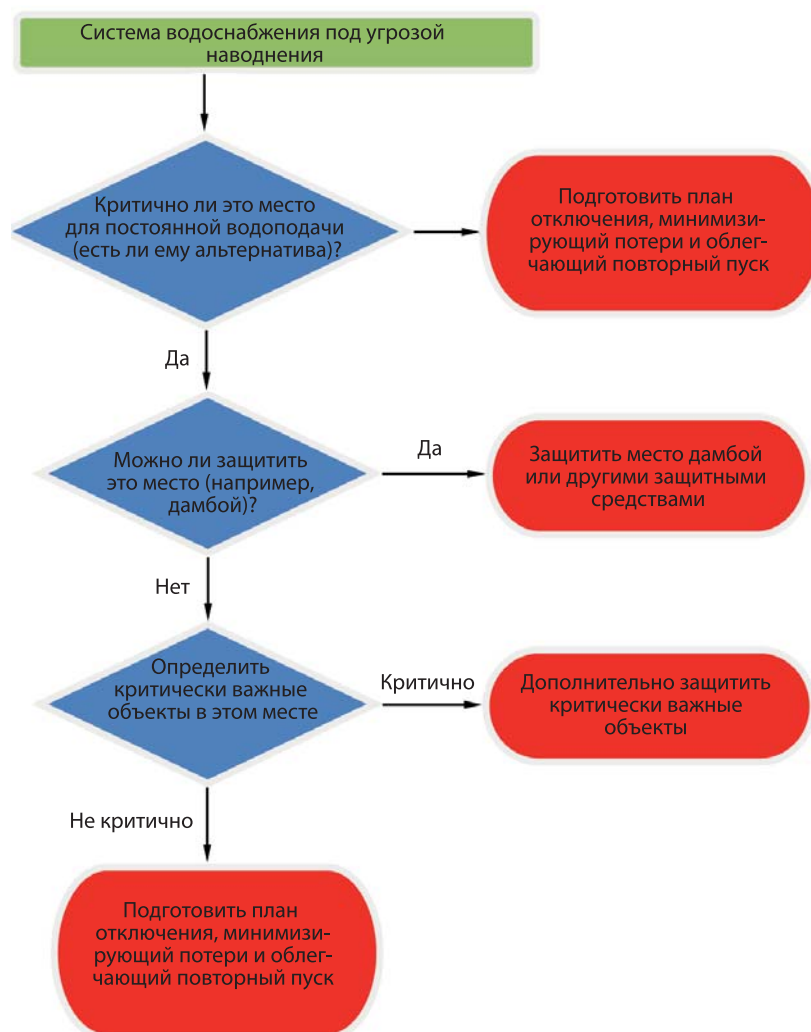 Система водоснабжения под угрозой
наводнения
Критично ли это место
для постоянной водоподачи
(есть ли ему альтернатива)?
Подготовить план
отключения, минимизи-
рующий потери и облег-
чающий повторный пуск
Да
Можно ли защитить
это место (например,
дамбой)?
Да
Защитить место дамбой
или другими защитными
средствами
Нет
Определить
критически важные
объекты в этом месте
Критично
Дополнительно защитить
критически важные
объекты
Не критично
Подготовить план
отключения, минимизи-
рующий потери и облег-
чающий повторный пуск